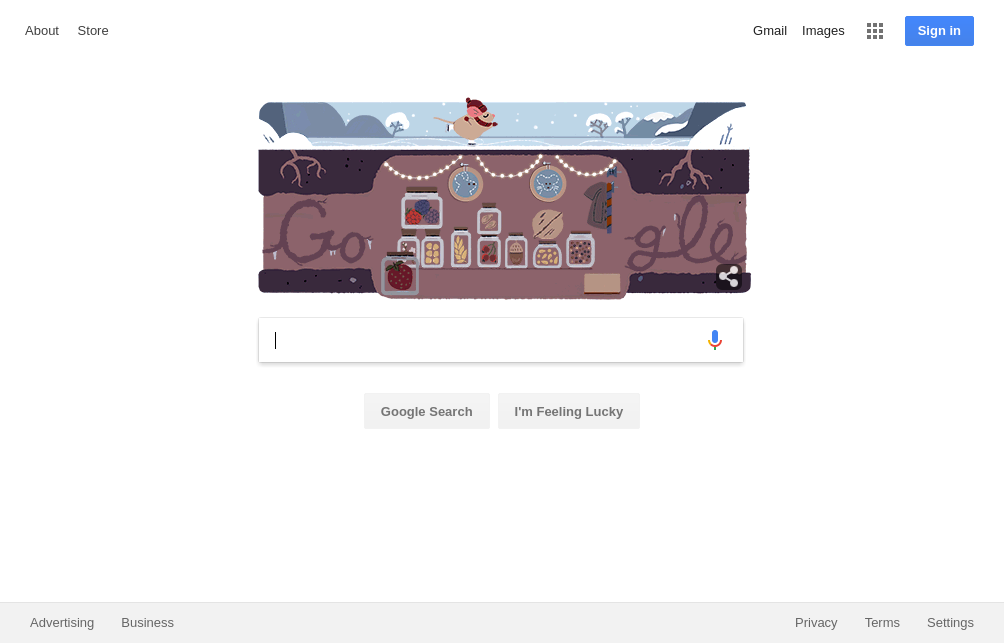 About Store Gmail Images Sign in
Go gle
Google Search I'm Feeling Lucky
Advertising Business Privacy Terms Settings